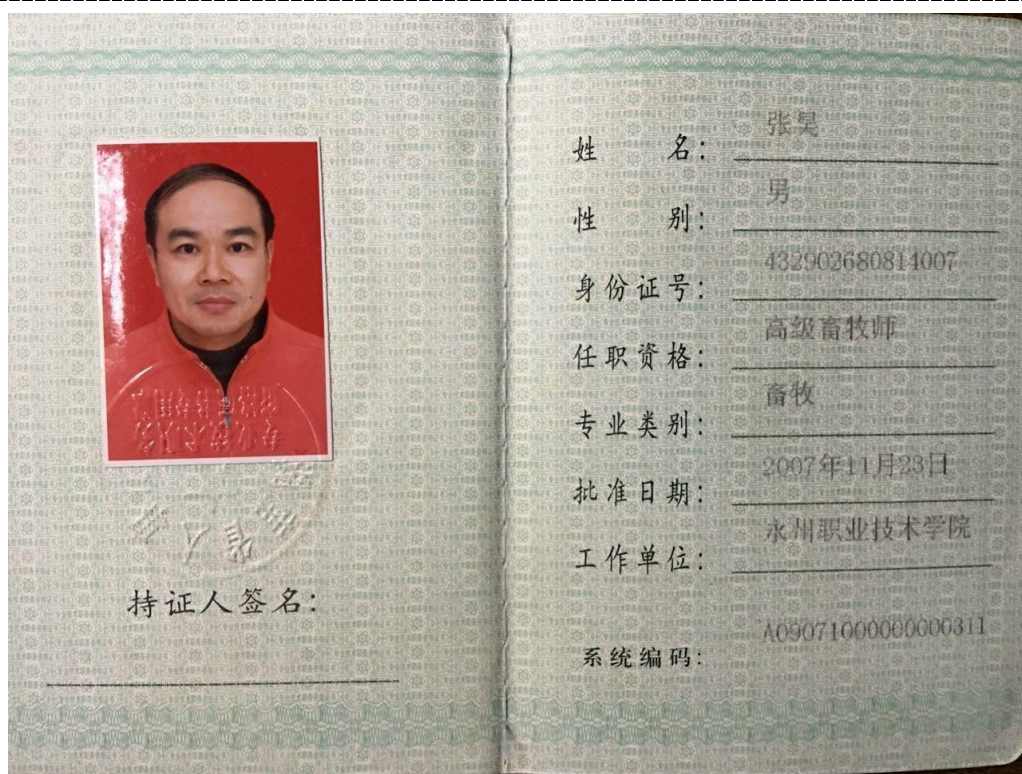 持证人签名：
姓名：张昊
性别：男
身份证号：432902680814007
任职资格：高级畜牧师
专业类别：畜牧
批准日期：2007年11月23日
工作单位：永州职业技术学院
系统编码：A09071000000000311